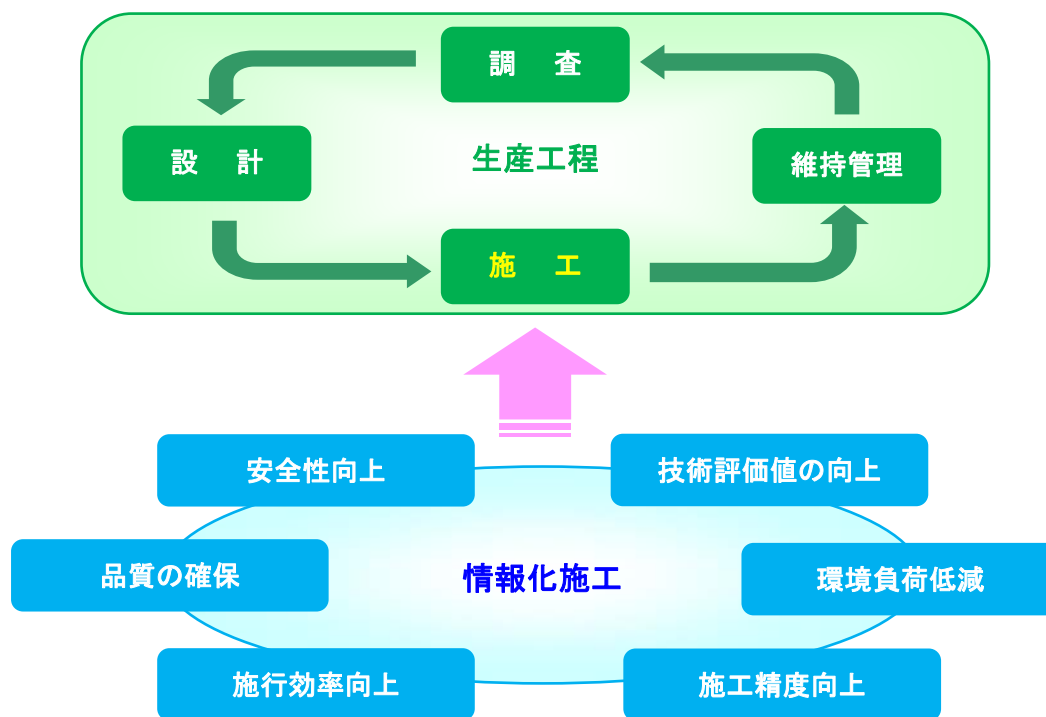 調　査
設　計
生産工程
維持管理
施　工
安全性向上
技術評価値の向上
品質の確保
情報化施工
環境負荷低減
施行効率向上
施工精度向上